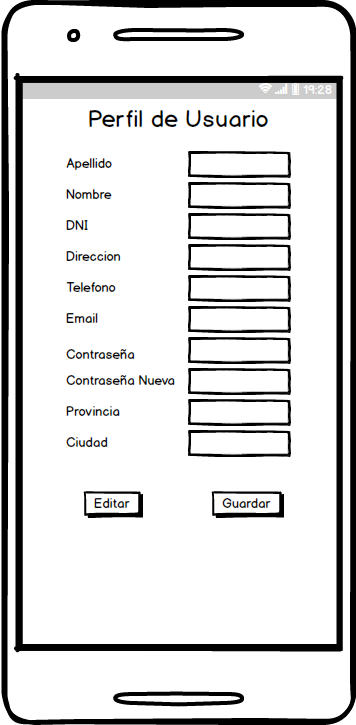 19:28
Perfil de Usuario
Apellido
Nombre
DNI
Direccion
Telefono
Email
Contraseña
Contraseña Nueva
Provincia
Ciudad
Editar Guardar